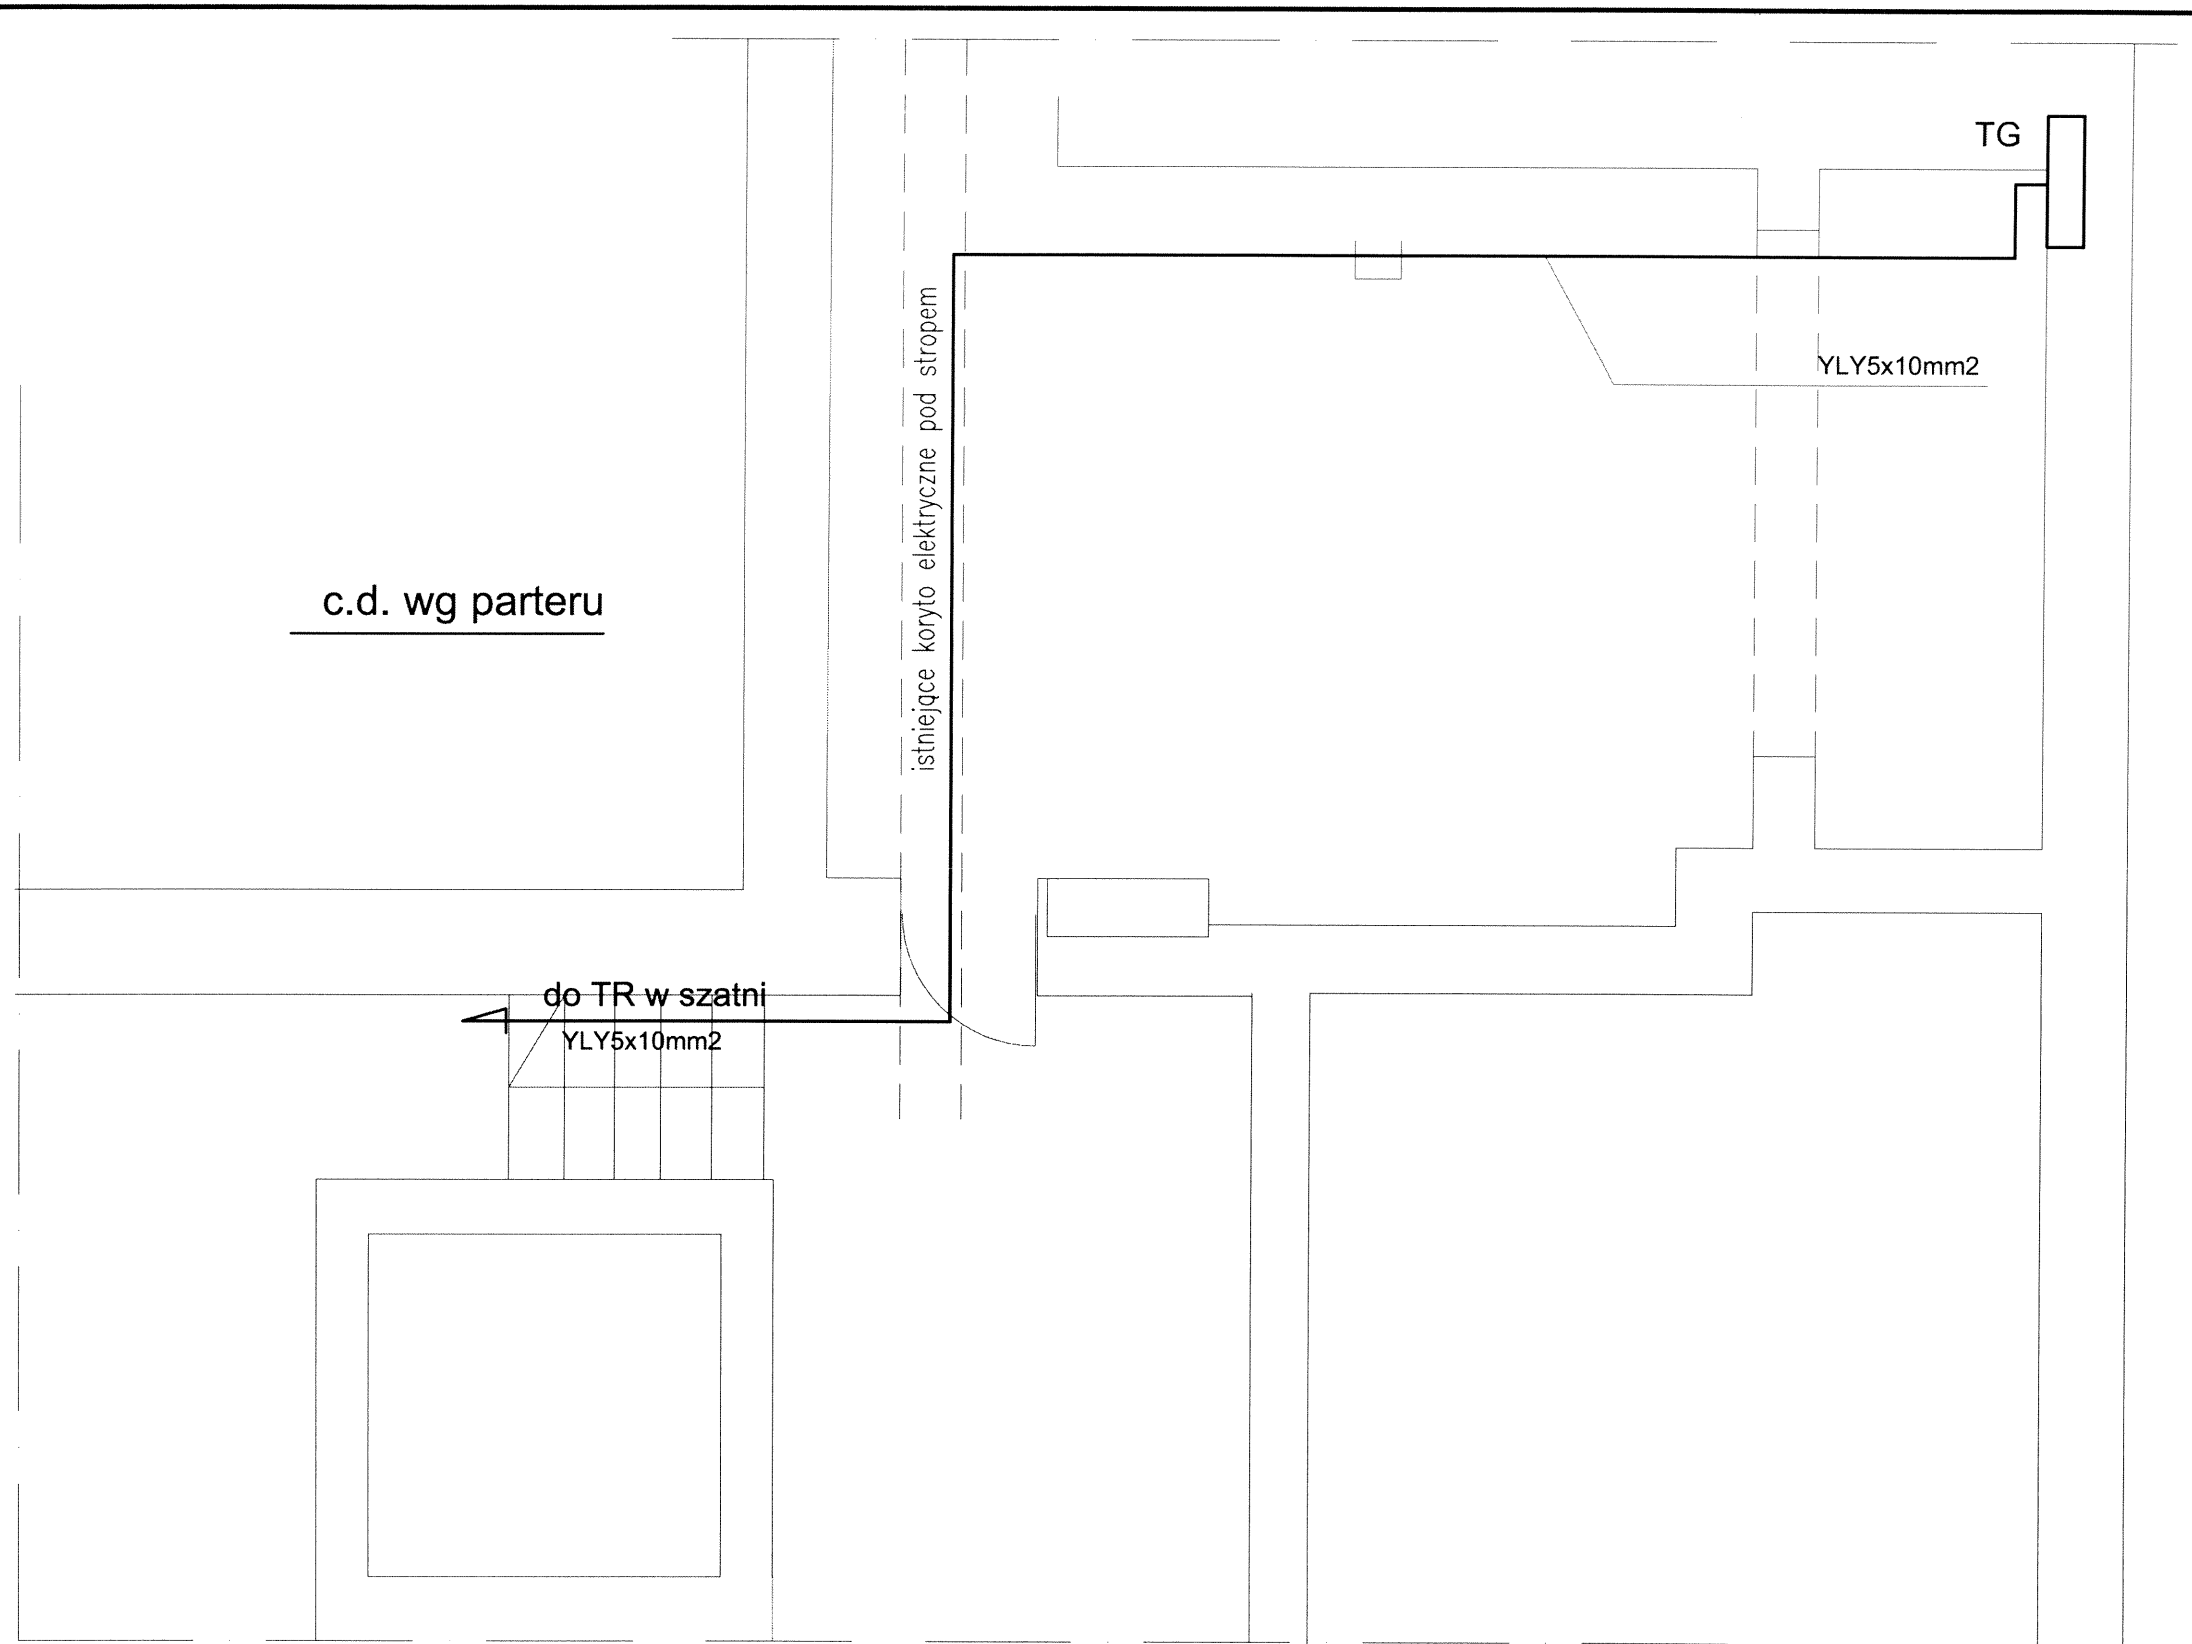 TG
YLY5x10mm2
istniejące koryto elektryczne pod stropem
c.d. wg parteru
do TR w szatni
YLY5x10mm2